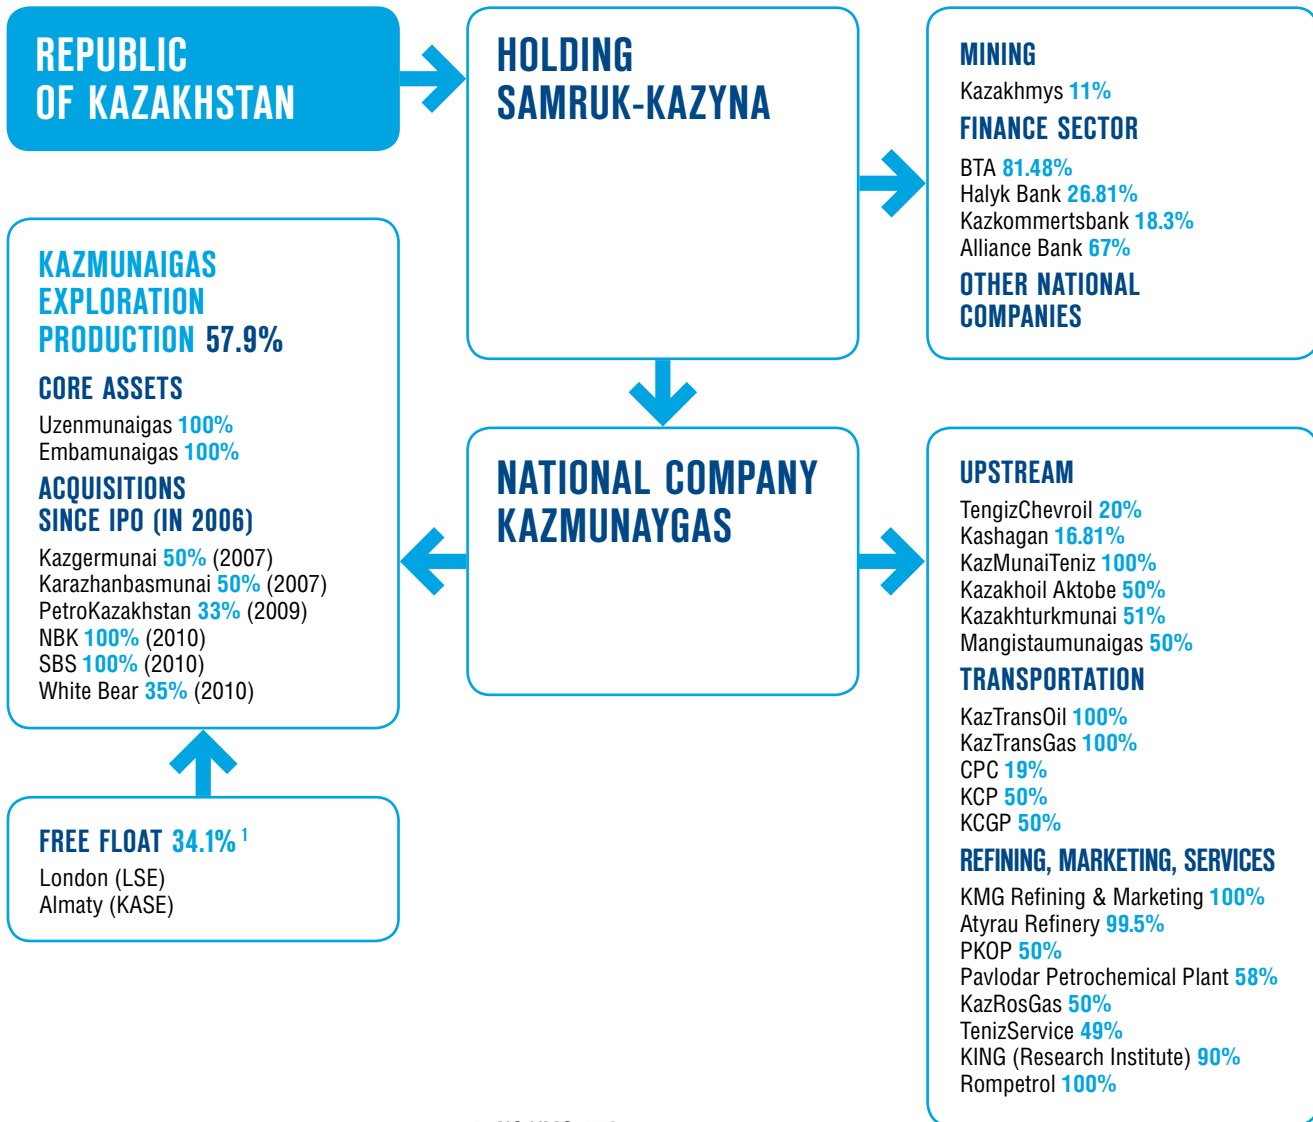 REPUBLIC
OF KAZAKHSTAN
HOLDING
SAMRUK-KAZYNA
MINING
Kazakhmys 11%
FINANCE SECTOR
BTA 81.48%
Halyk Bank 26.81%
Kazkommertsbank 18.3%
Alliance Bank 67%
OTHER NATIONAL
COMPANIES
KAZMUNAIGAS
EXPLORATION
PRODUCTION 57.9%
CORE ASSETS
Uzenmunaigas 100%
Embamunaigas 100%
ACQUISITIONS
SINCE IPO (IN 2006)
Kazgermunai 50% (2007)
Karazhanbasmunai 50% (2007)
PetroKazakhstan 33% (2009)
NBK 100% (2010)
SBS 100% (2010)
White Bear 35% (2010)
FREE FLOAT 34.1% 1
London (LSE)
Almaty (KASE)
NATIONAL COMPANY
KAZMUNAYGAS
UPSTREAM
TengizChevroil 20%
Kashagan 16.81%
KazMunaiTeniz 100%
Kazakhoil Aktobe 50%
Kazakhturkmunai 51%
Mangistaumunaigas 50%
TRANSPORTATION
KazTransOil 100%
KazTransGas 100%
CPC 19%
KCP 50%
KCGP 50%
REFINING, MARKETING, SERVICES
KMG Refining & Marketing 100%
Atyrau Refinery 99.5%
PKOP 50%
Pavlodar Petrochemical Plant 58%
KazRosGas 50%
TenizService 49%
KING (Research Institute) 90%
Rompetrol 100%